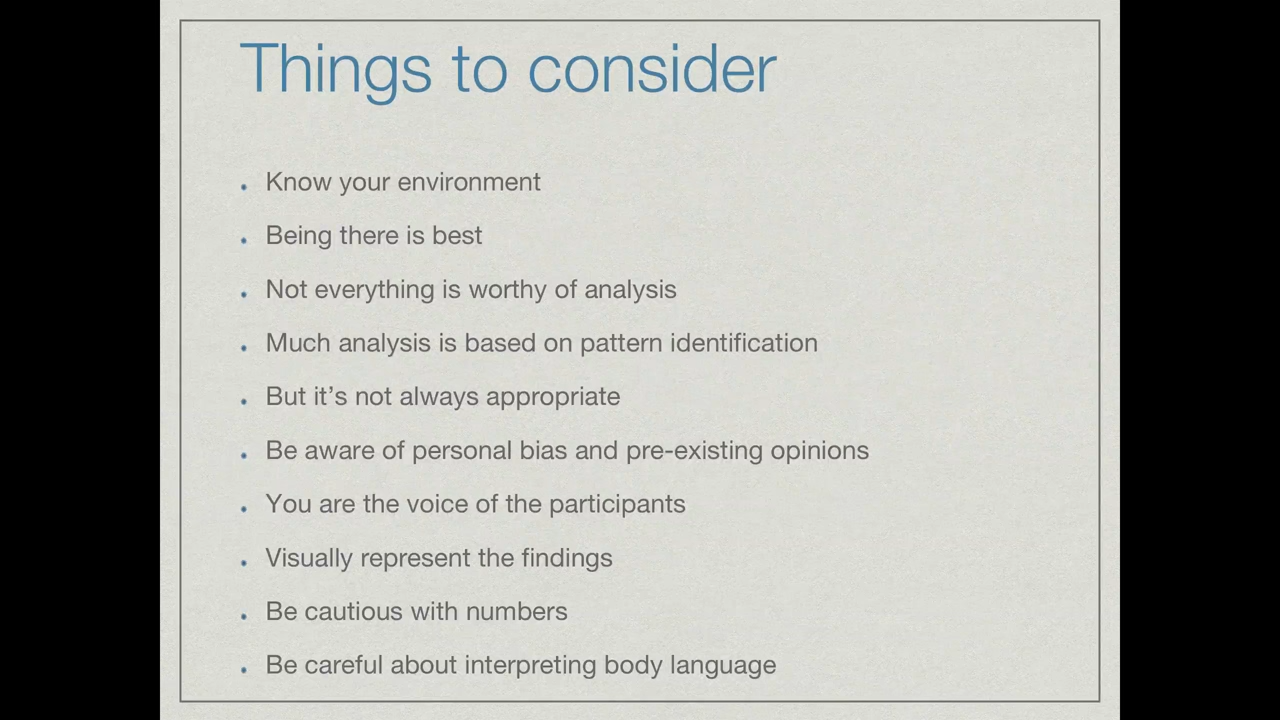 Things to consider
Know your environment
Being there is best
Not everything is worthy of analysis
Much analysis is based on pattern identification
But it’s not always appropriate
Be aware of personal bias and pre-existing opinions
You are the voice of the participants
Visually represent the findings
Be cautious with numbers
Be careful about interpreting body language